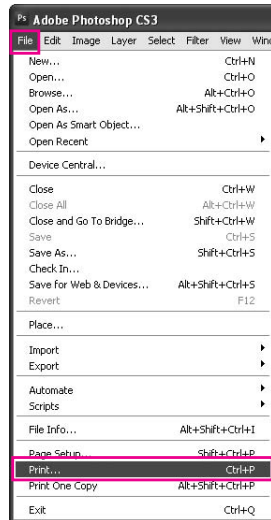 Ps Adobe Photoshop CS3
File Edit Image Layer Select Filter View
New... Ctrl+N
Open... Ctrl+O
Browse... Alt+Ctrl+O
Open As... Alt+Shift+Ctrl+O
Open As Smart Object...
Open Recent
Device Central...
Close Ctrl+W
Close All Alt+Ctrl+W
Close and Go To Bridge... Shift+Ctrl+W
Save Ctrl+S
Save As... Shift+Ctrl+S
Check In...
Save for Web & Devices... Alt+Shift+Ctrl+S
Revert F12
Place...
Import
Export
Automate
Scripts
File Info... Alt+Shift+Ctrl+I
Page Setup... Shift+Ctrl+P
Print... Ctrl+P
Print One Copy Alt+Shift+Ctrl+P
Exit Ctrl+Q